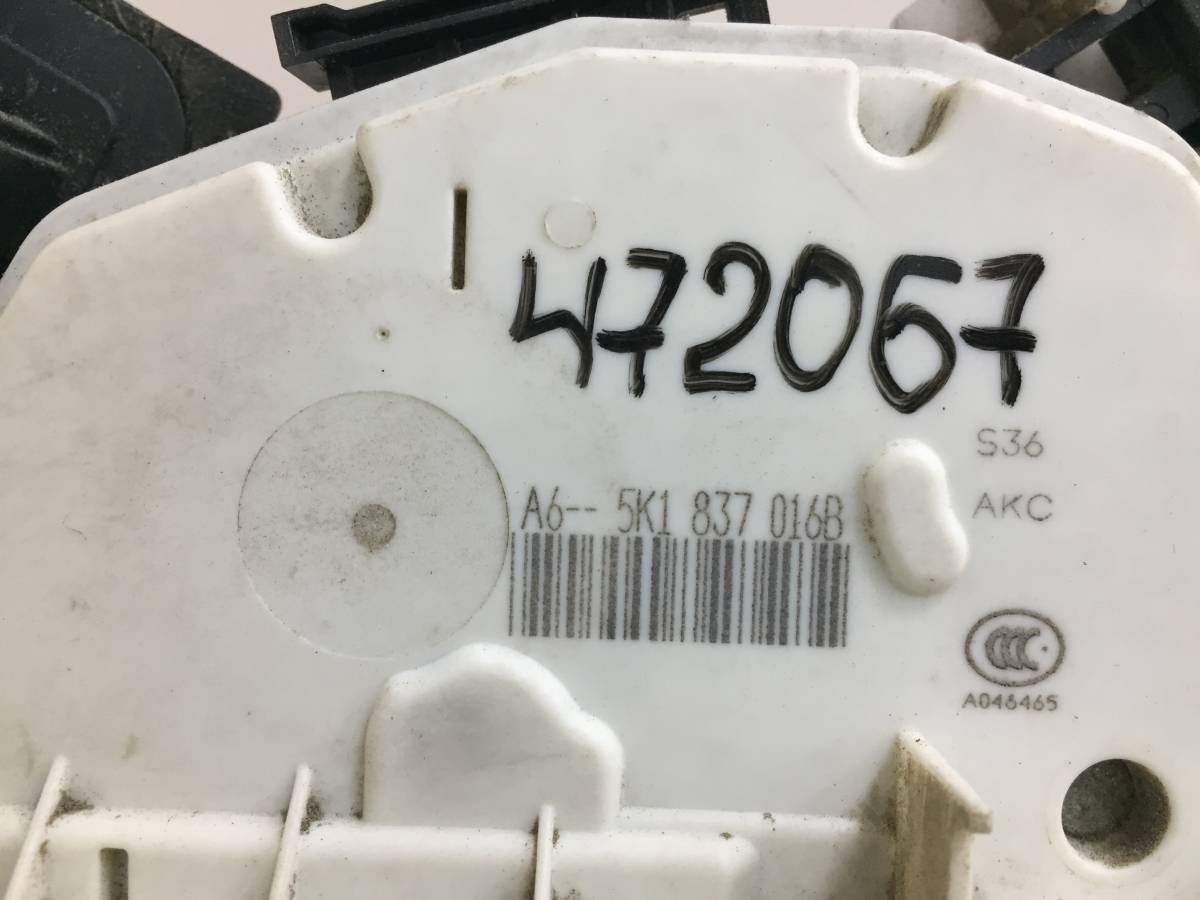 472067
S36
AKC
A6-- 5K1 837 016B
CCC
A046465